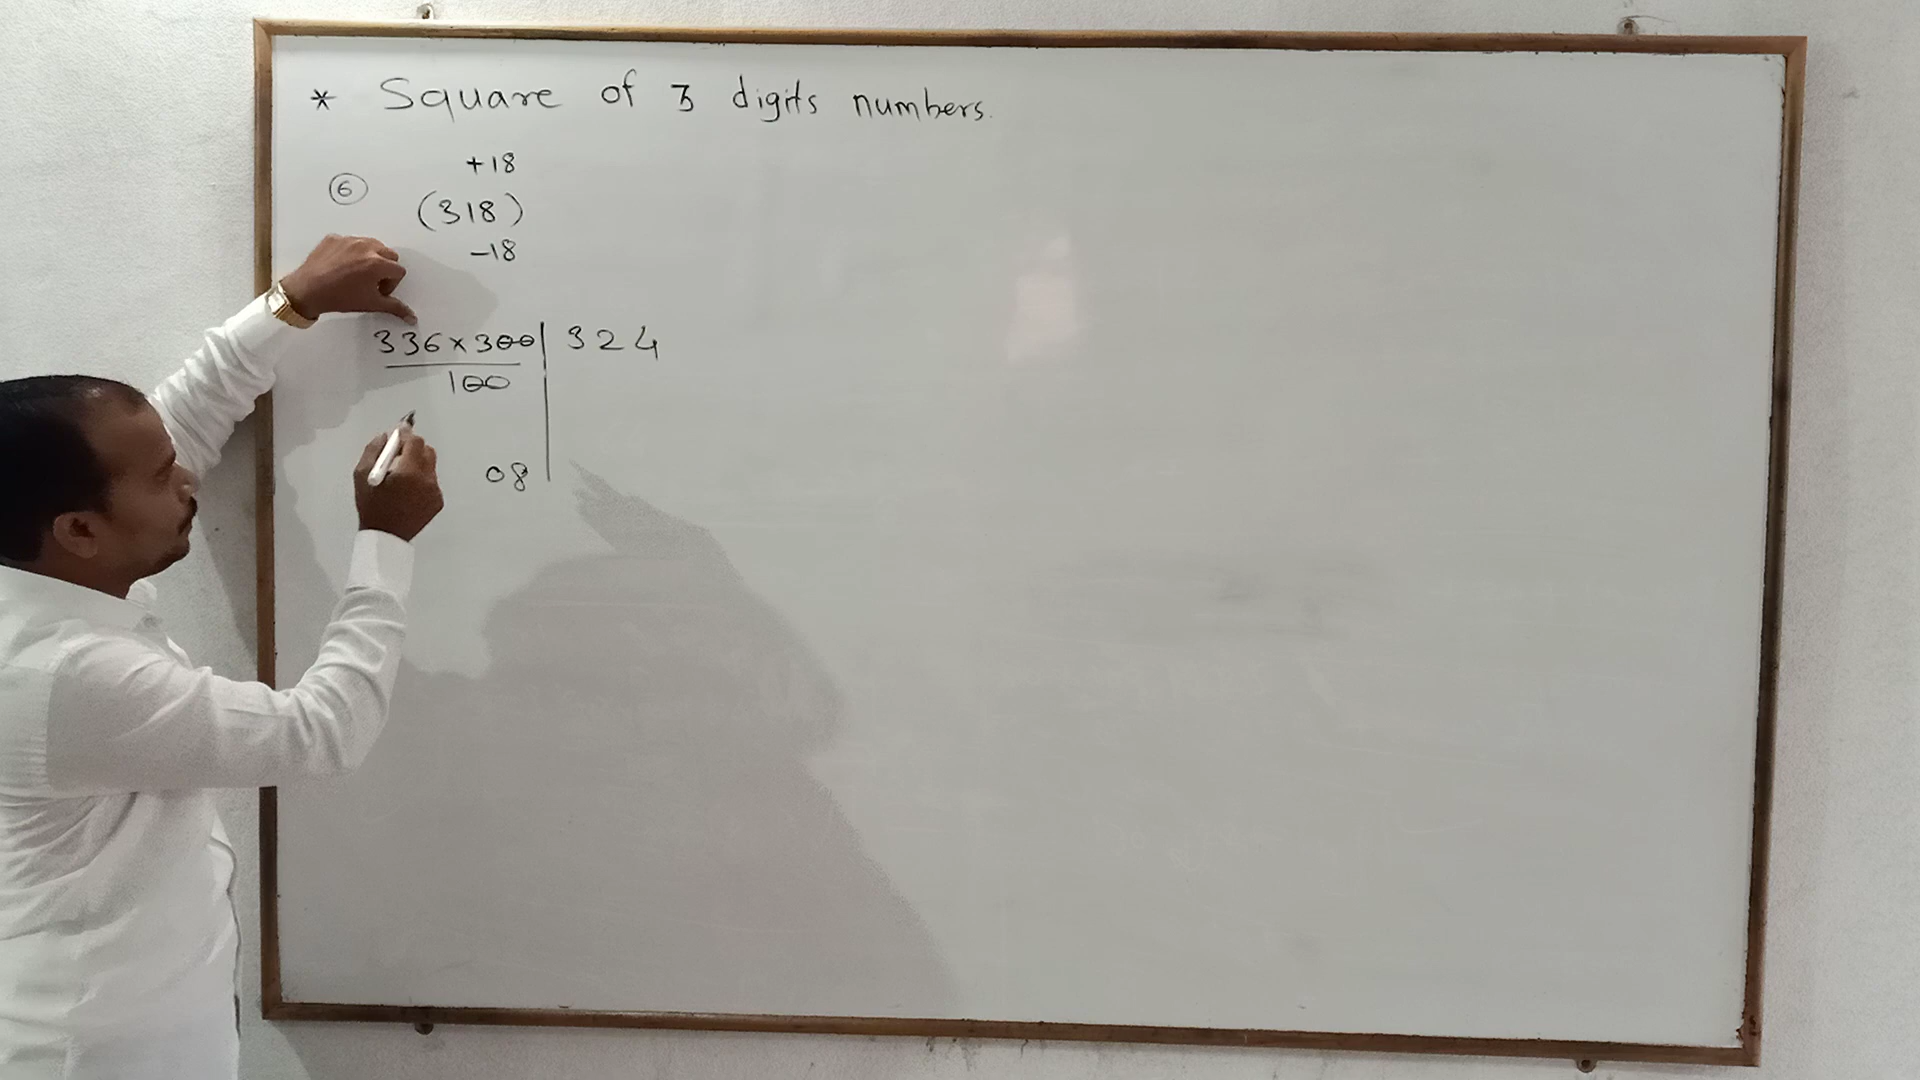 * Square of 3 digits numbers.
+18
⑥ (318)
-18
336 x 300 | 324
100
08